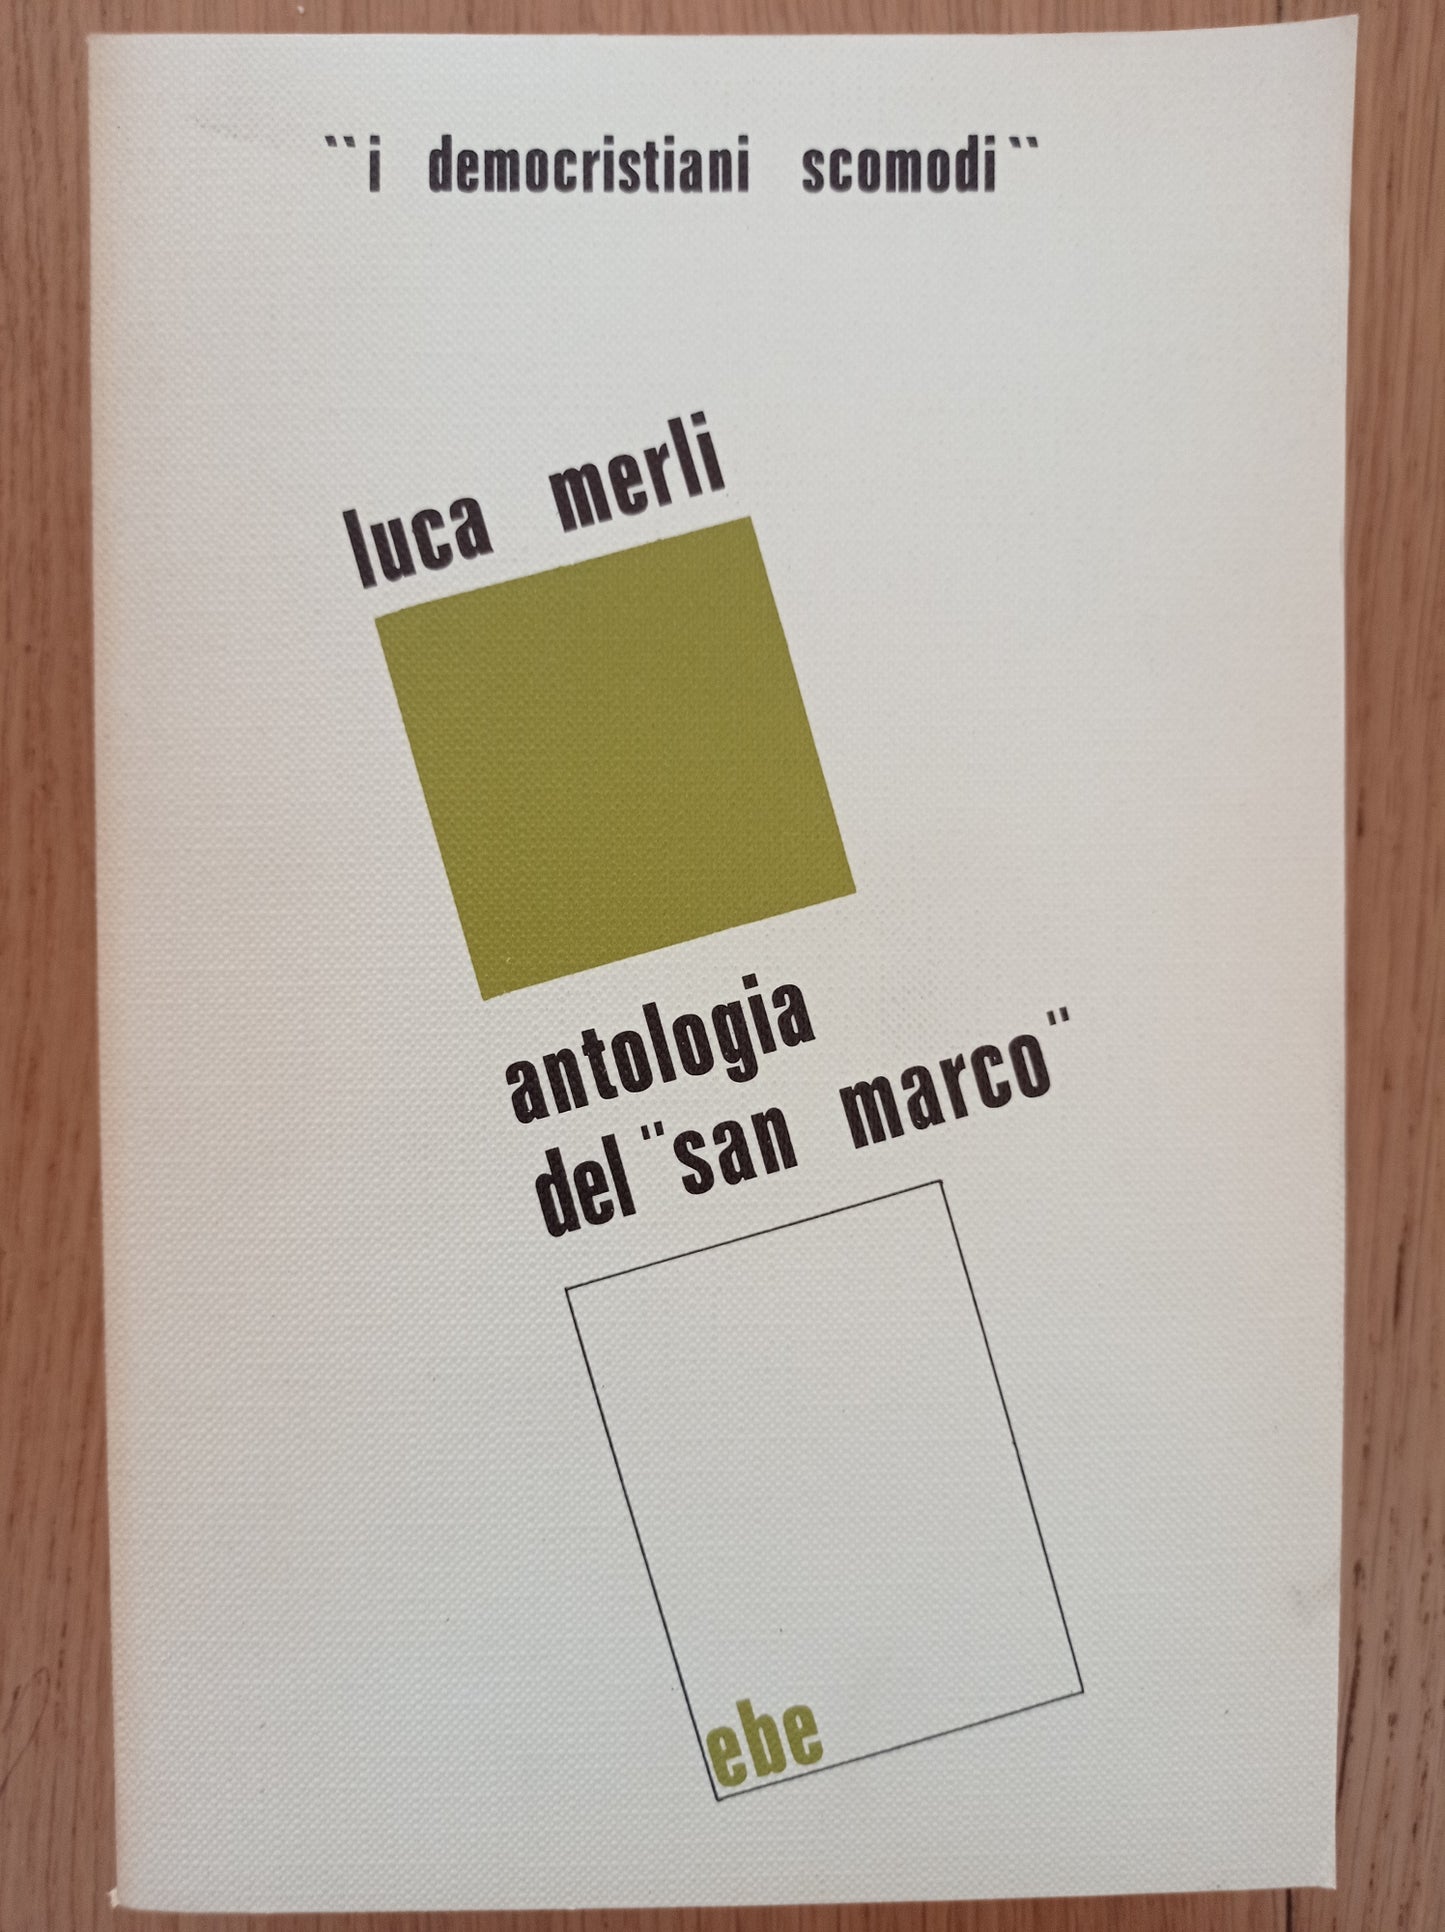 ``i democristiani scomodi``
luca merli
antologia
del "san marco"
ebe